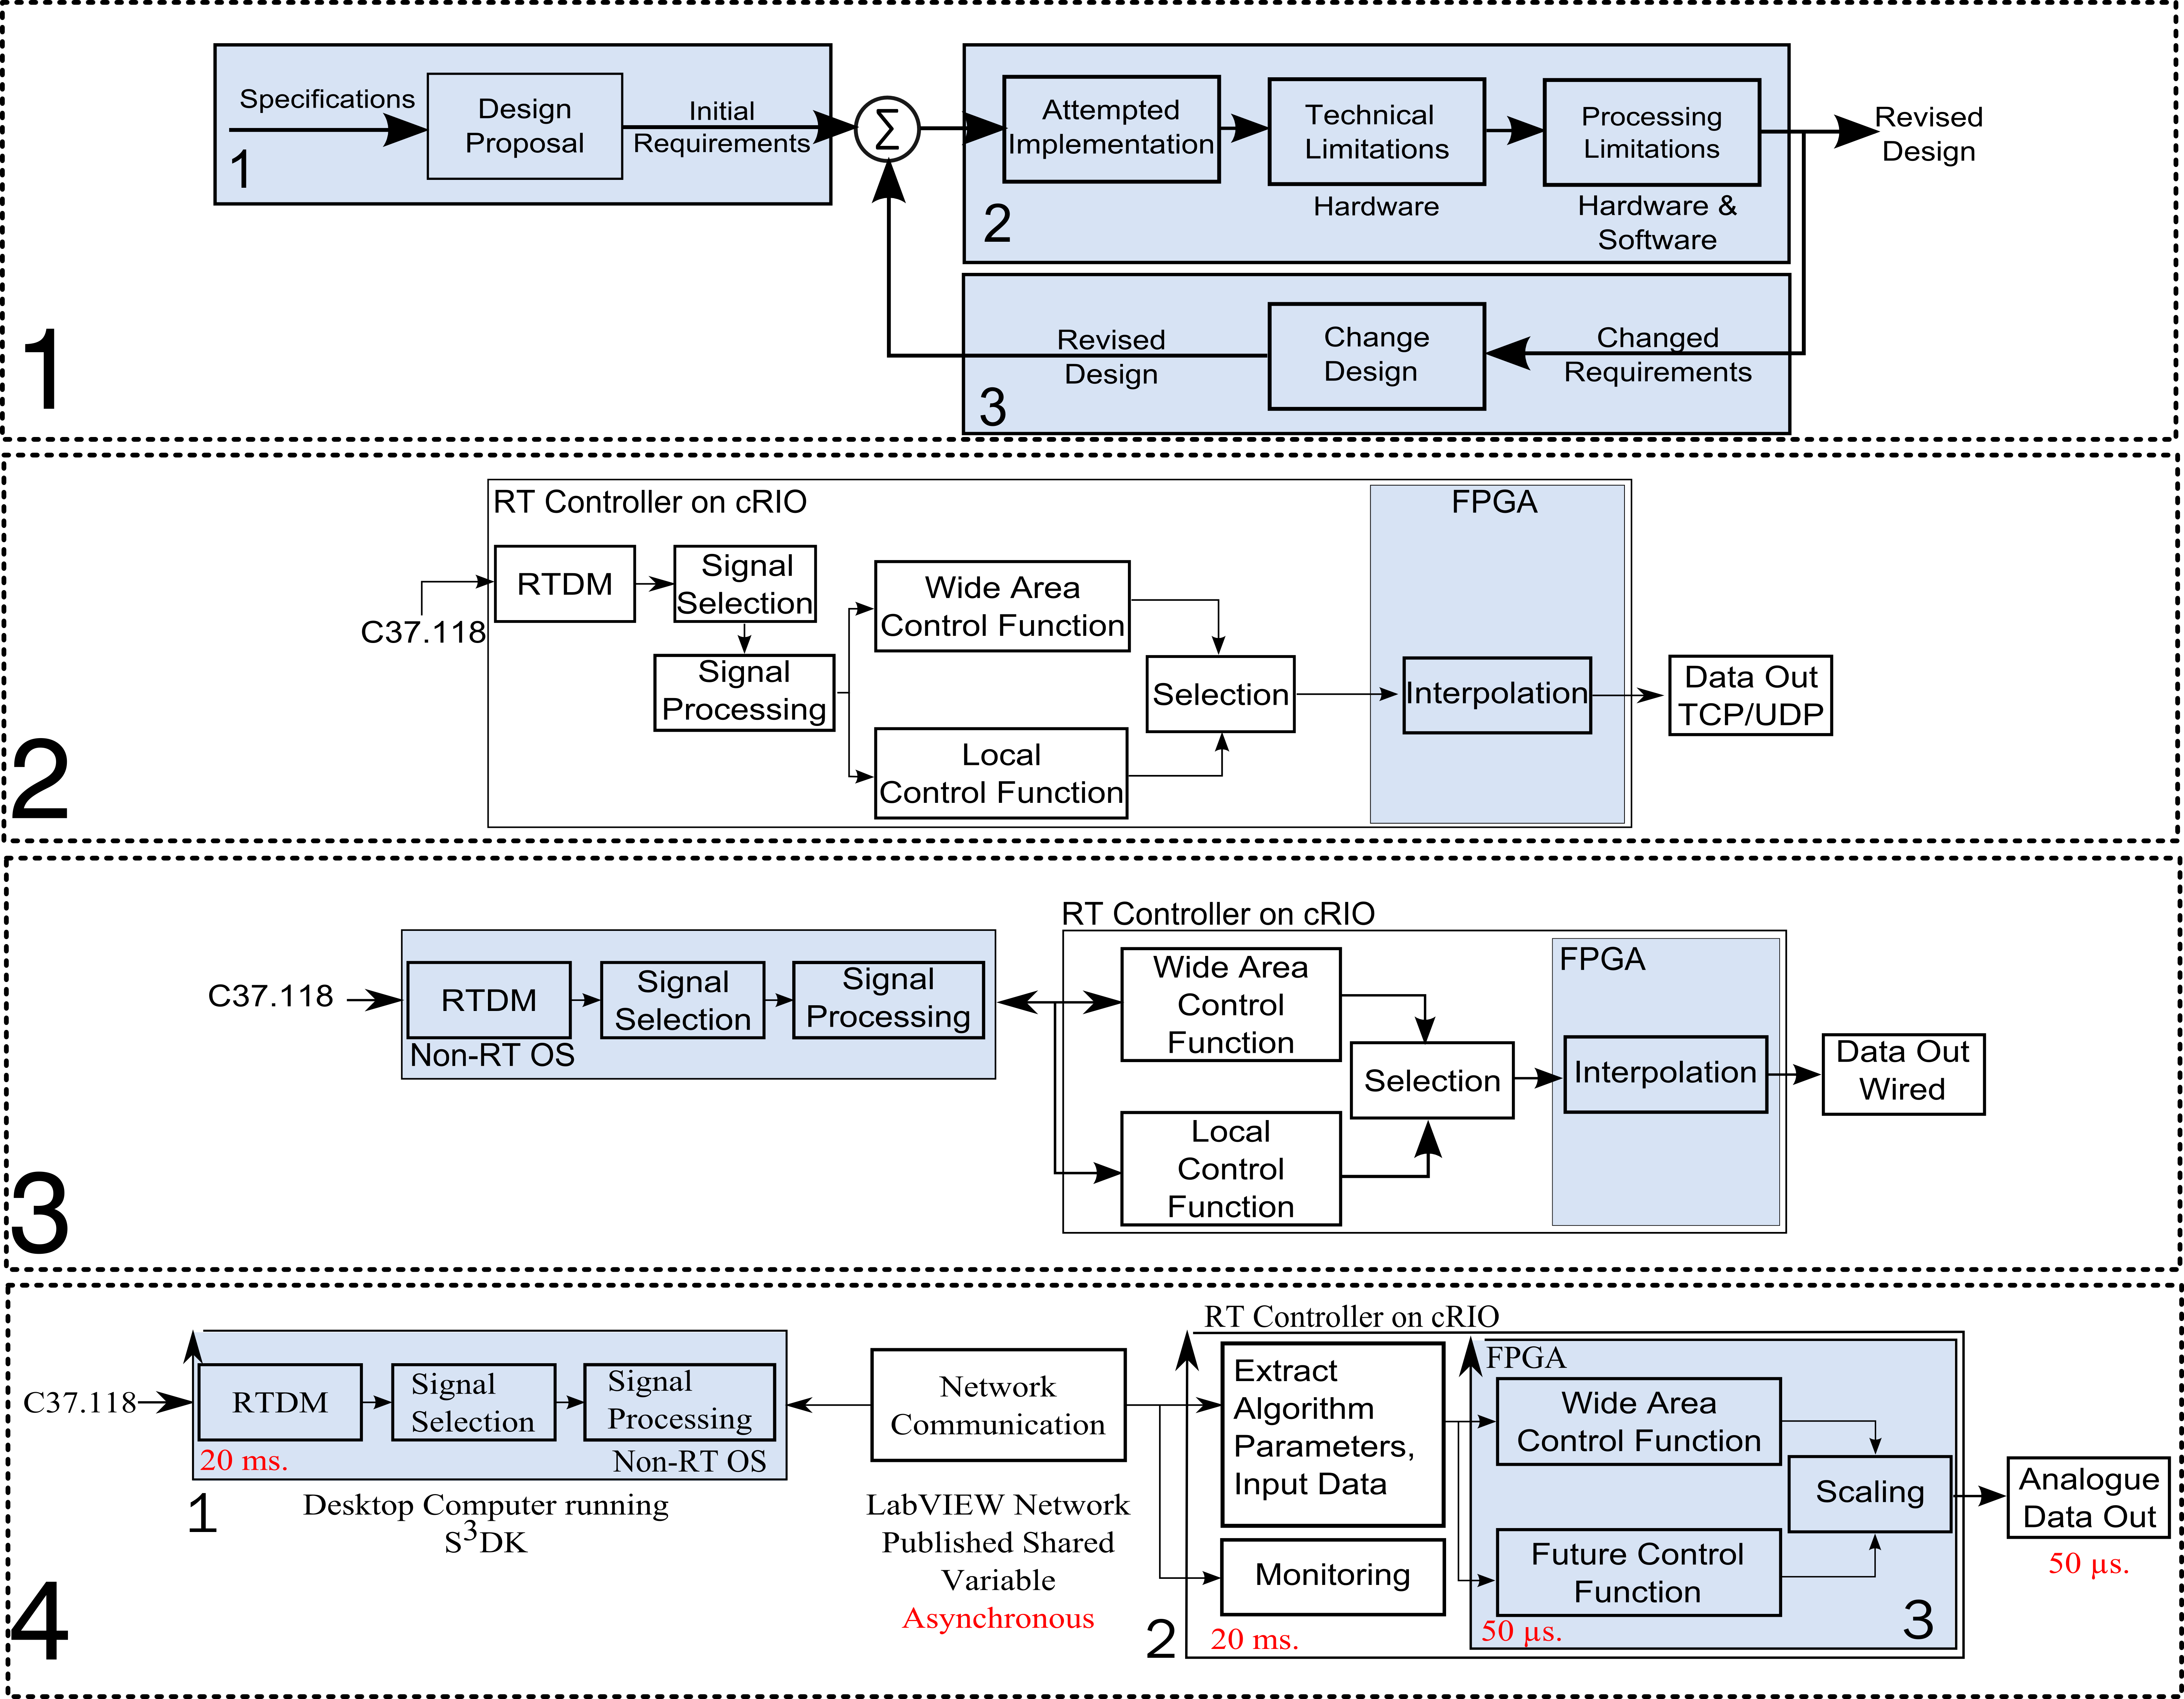 Specifications
Design
Proposal
Initial
Requirements
1
Σ
Attempted
Implementation
Technical
Limitations
Hardware
Processing
Limitations
Hardware &
Software
2
Revised
Design
Revised
Design
Change
Design
Changed
Requirements
3
1
RT Controller on cRIO
FPGA
C37.118
RTDM
Signal
Selection
Signal
Processing
Wide Area
Control Function
Local
Control Function
Selection
Interpolation
Data Out
TCP/UDP
2
C37.118
RTDM
Signal
Selection
Signal
Processing
Non-RT OS
RT Controller on cRIO
Wide Area
Control
Function
Local
Control
Function
Selection
FPGA
Interpolation
Data Out
Wired
3
C37.118
RTDM
Signal
Selection
Signal
Processing
20 ms.
Non-RT OS
1
Desktop Computer running
S³DK
Network
Communication
LabVIEW Network
Published Shared
Variable
Asynchronous
RT Controller on cRIO
Extract
Algorithm
Parameters,
Input Data
Monitoring
2
20 ms.
FPGA
Wide Area
Control Function
Future Control
Function
Scaling
50 µs.
3
Analogue
Data Out
50 µs.
4